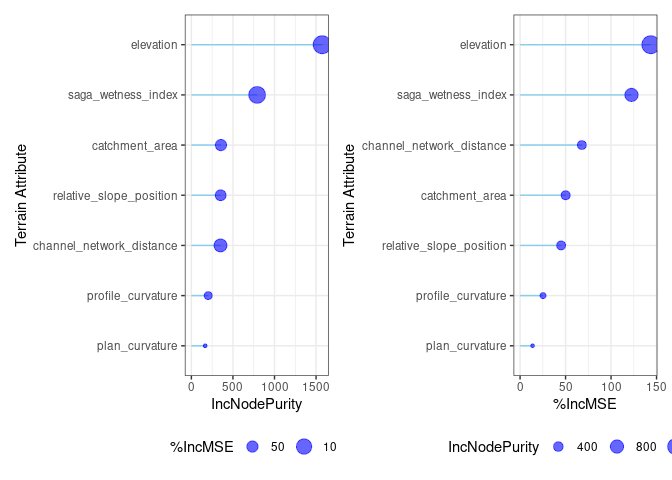 Terrain Attribute
elevation
saga_wetness_index
catchment_area
relative_slope_position
channel_network_distance
profile_curvature
plan_curvature
0 500 1000 1500
IncNodePurity
%IncMSE 50 10
Terrain Attribute
elevation
saga_wetness_index
channel_network_distance
catchment_area
relative_slope_position
profile_curvature
plan_curvature
0 50 100 150
%IncMSE
IncNodePurity 400 800